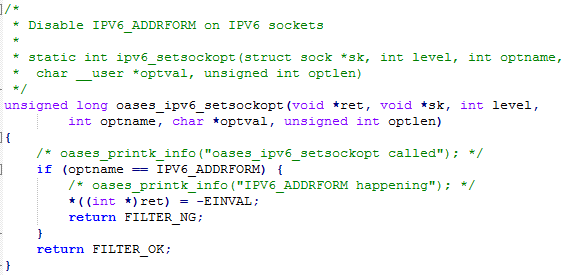 /*
 * Disable IPV6_ADDRFORM on IPV6 sockets
 *
 * static int ipv6_setsockopt(struct sock *sk, int level, int optname,
 *  char __user *optval, unsigned int optlen)
 */
unsigned long oases_ipv6_setsockopt(void *ret, void *sk, int level,
        int optname, char *optval, unsigned int optlen)
{
    /* oases_printk_info("oases_ipv6_setsockopt called"); */
    if (optname == IPV6_ADDRFORM) {
        /* oases_printk_info("IPV6_ADDRFORM happening"); */
        *((int *)ret) = -EINVAL;
        return FILTER_NG;
    }
    return FILTER_OK;
}